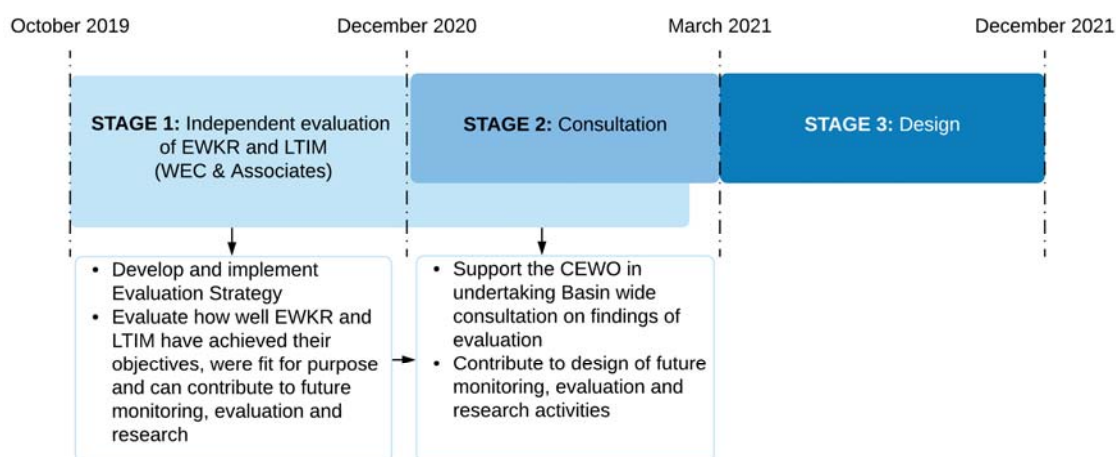 October 2019
December 2020
March 2021
December 2021
STAGE 1: Independent evaluation
of EWKR and LTIM
(WEC & Associates)
STAGE 2: Consultation
STAGE 3: Design
• Develop and implement
Evaluation Strategy
• Evaluate how well EWKR and
LTIM have achieved their
objectives, were fit for purpose
and can contribute to future
monitoring, evaluation and
research
• Support the CEWO in
undertaking Basin wide
consultation on findings of
evaluation
• Contribute to design of future
monitoring, evaluation and
research activities